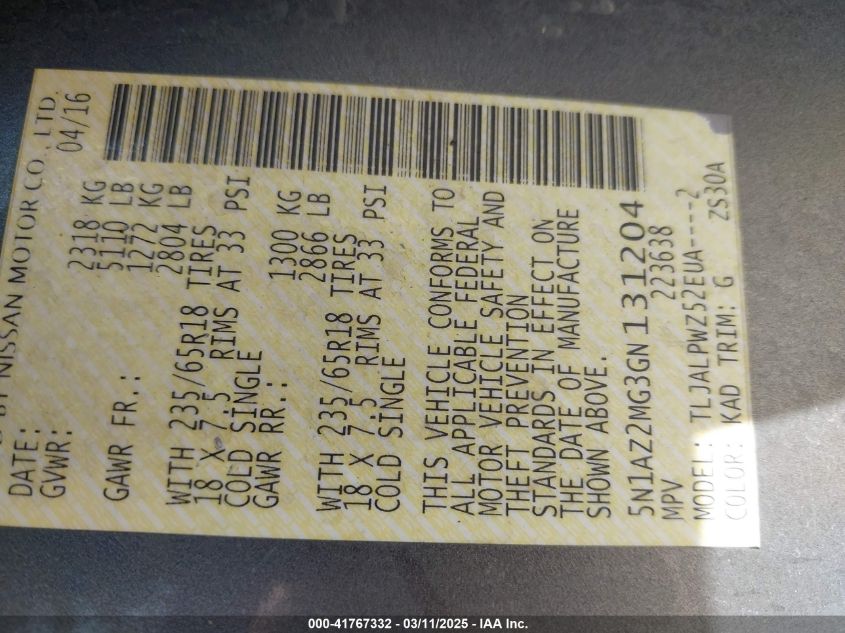 BY NISSAN MOTOR CO., LTD.
DATE: 04/16
GVWR: 2318 KG
5110 LB
GAWR FR.: 1272 KG
2804 LB
WITH 235/65R18 TIRES
18 X 7.5 RIMS AT 33 PSI
COLD SINGLE
GAWR RR.: 1300 KG
2866 LB
WITH 235/65R18 TIRES
18 X 7.5 RIMS AT 33 PSI
COLD SINGLE
THIS VEHICLE CONFORMS TO
ALL APPLICABLE FEDERAL
MOTOR VEHICLE SAFETY AND
THEFT PREVENTION
STANDARDS IN EFFECT ON
THE DATE OF MANUFACTURE
SHOWN ABOVE.
5N1AZ2MG3GN131204
MPV 223638
MODEL: TLJALPWZ52EUA----2
COLOR: KAD TRIM: G ZS30A
000-41767332 - 03/11/2025 - IAA Inc.